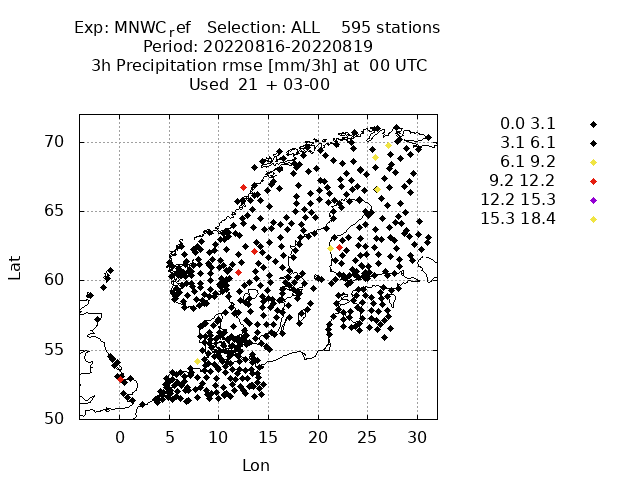 Exp: MNWCref   Selection: ALL    595 stations
Period: 20220816-20220819
3h Precipitation rmse [mm/3h] at  00 UTC
Used  21 + 03-00
0.0 3.1
3.1 6.1
6.1 9.2
9.2 12.2
12.2 15.3
15.3 18.4
70
65
60
55
50
Lat
0 5 10 15 20 25 30
Lon